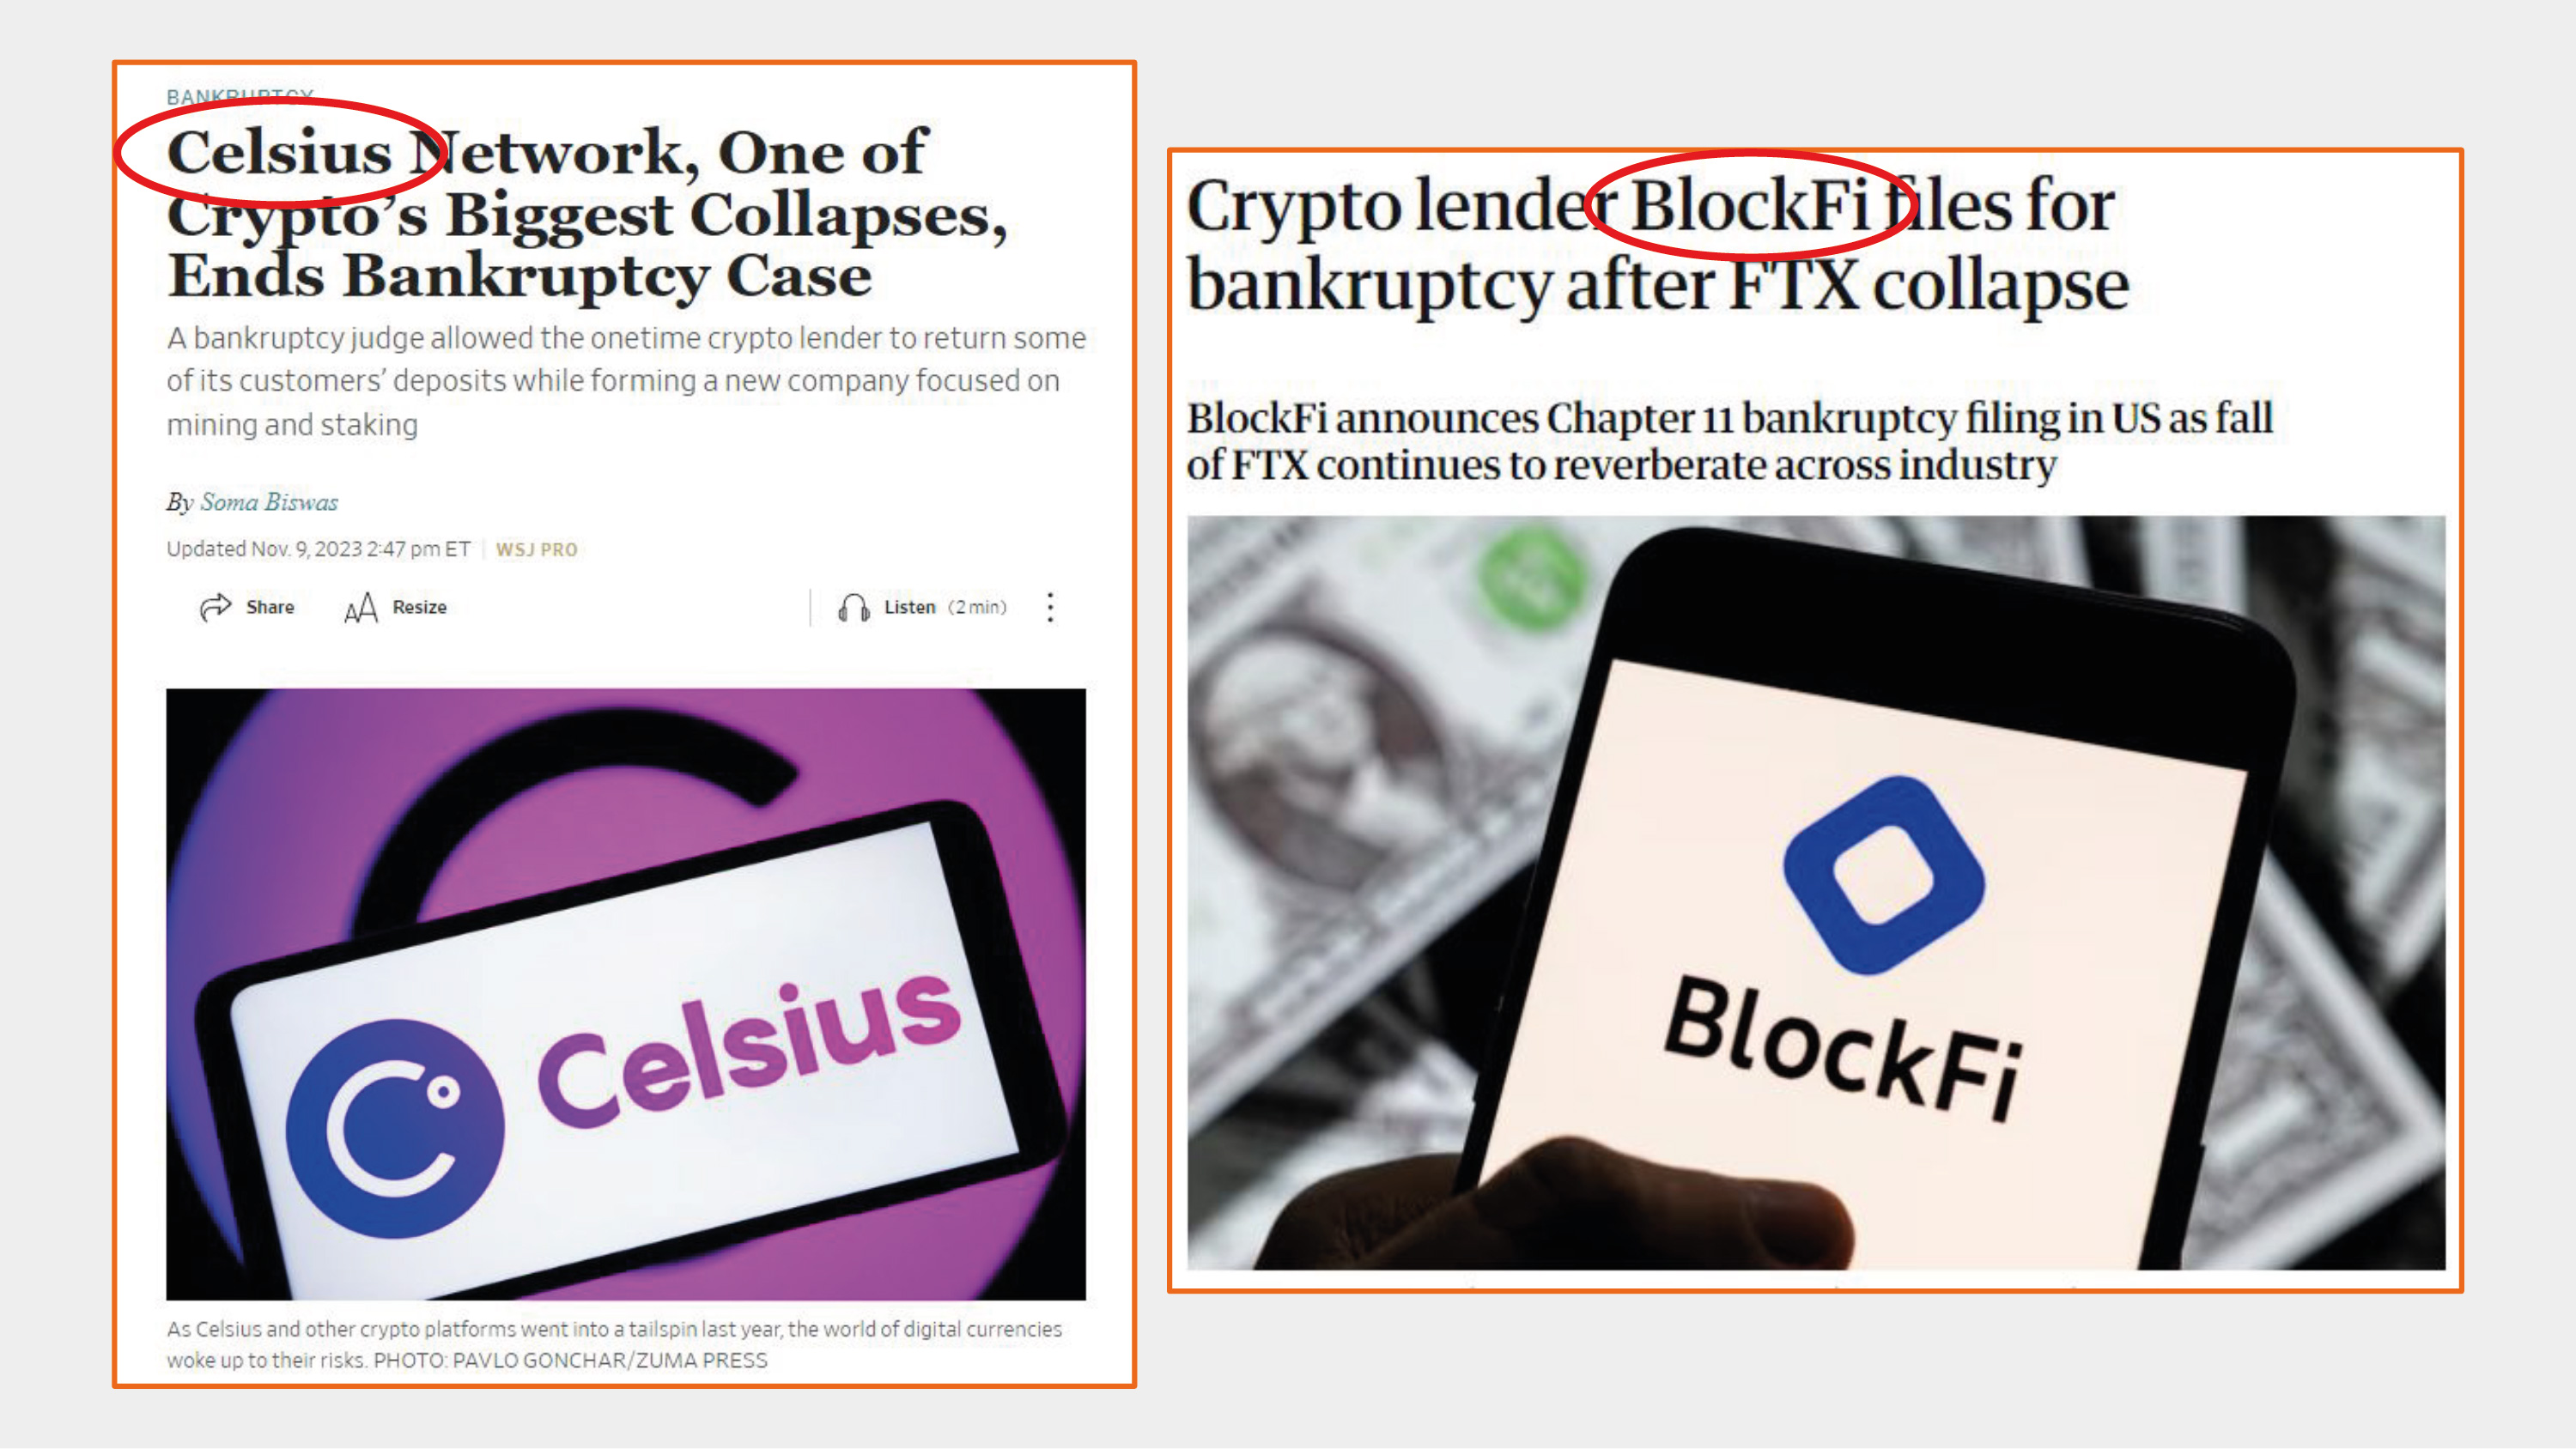 BANKRUPTCY
Celsius Network, One of
Crypto's Biggest Collapses,
Ends Bankruptcy Case
A bankruptcy judge allowed the onetime crypto lender to return some
of its customers' deposits while forming a new company focused on
mining and staking
By Soma Biswas
Updated Nov. 9, 2023 2:47 pm ET | WSJ PRO
Share AA Resize Listen (2 min)
Celsius
As Celsius and other crypto platforms went into a tailspin last year, the world of digital currencies
woke up to their risks. PHOTO: PAVLO GONCHAR/ZUMA PRESS
Crypto lender BlockFi files for
bankruptcy after FTX collapse
BlockFi announces Chapter 11 bankruptcy filing in US as fall
of FTX continues to reverberate across industry
BlockFi